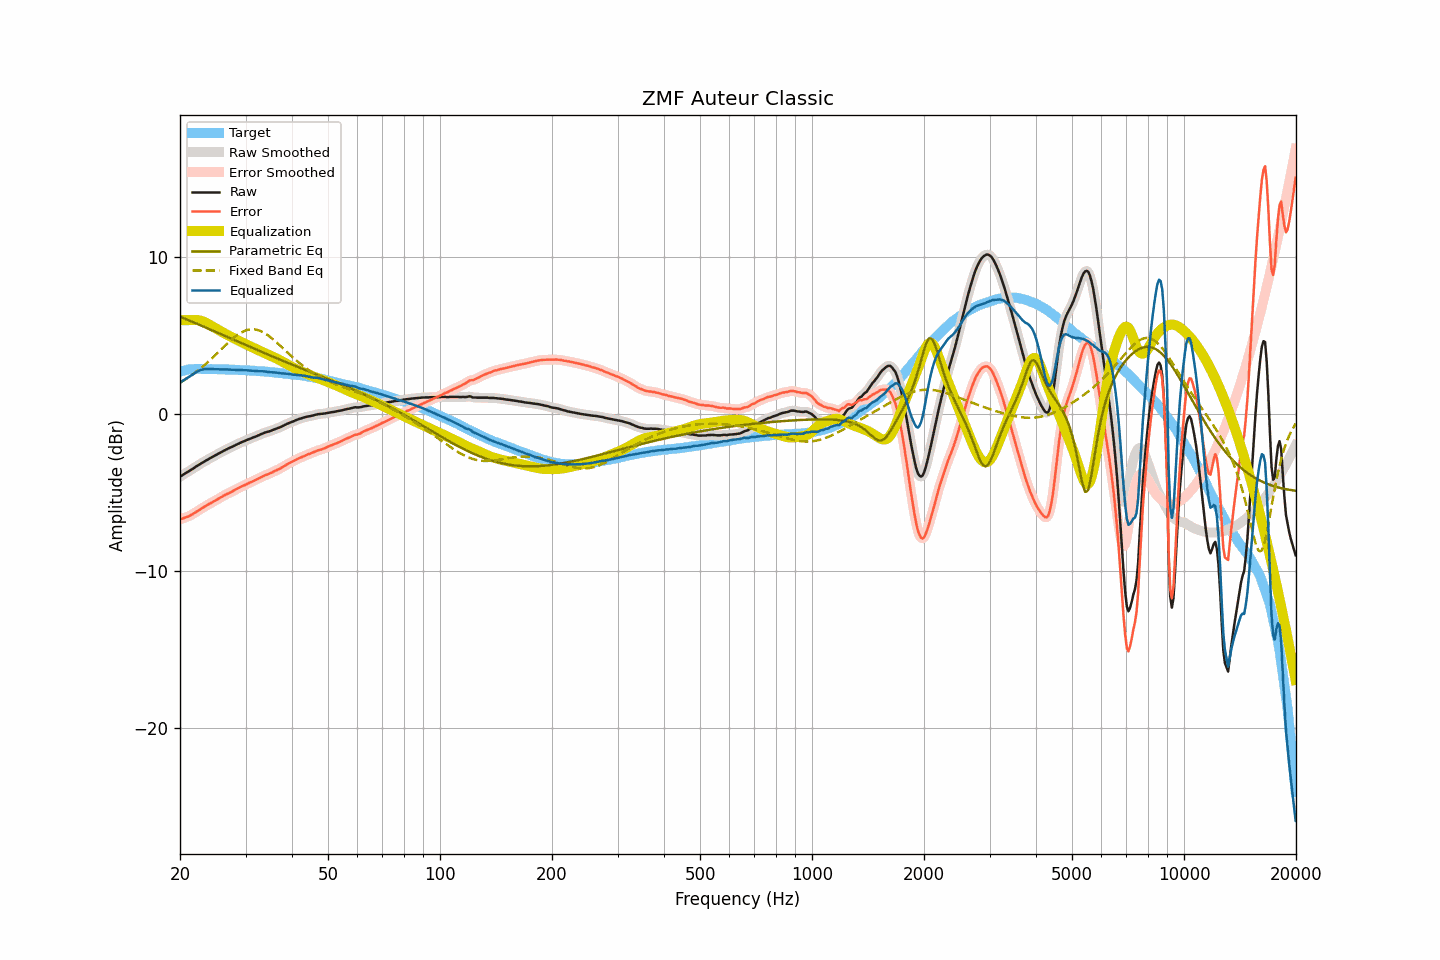 ZMF Auteur Classic
Target
Raw Smoothed
Error Smoothed
Raw
Error
Equalization
Parametric Eq
Fixed Band Eq
Equalized
10
0
−10
−20
Amplitude (dBr)
20 50 100 200 500 1000 2000 5000 10000 20000
Frequency (Hz)